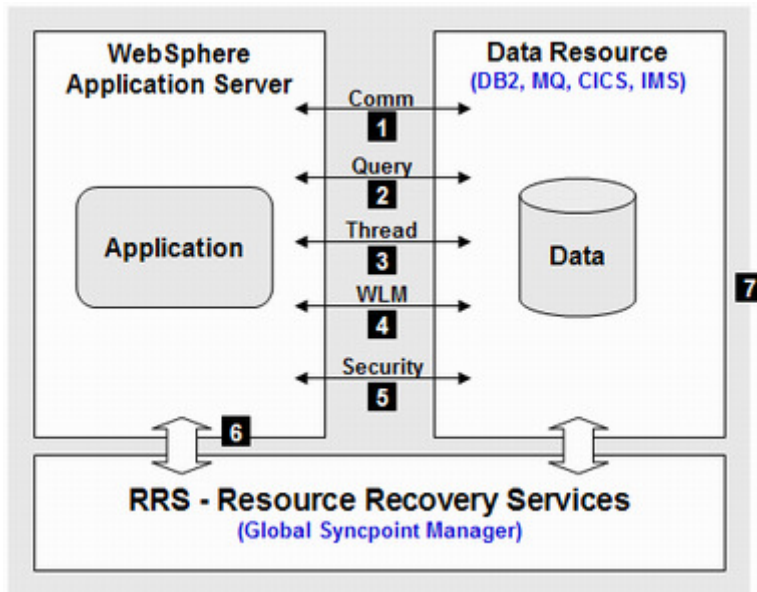 WebSphere
Application Server
Application
Data Resource
(DB2, MQ, CICS, IMS)
Data
Comm
1
Query
2
Thread
3
WLM
4
Security
5
6
7
RRS - Resource Recovery Services
(Global Syncpoint Manager)